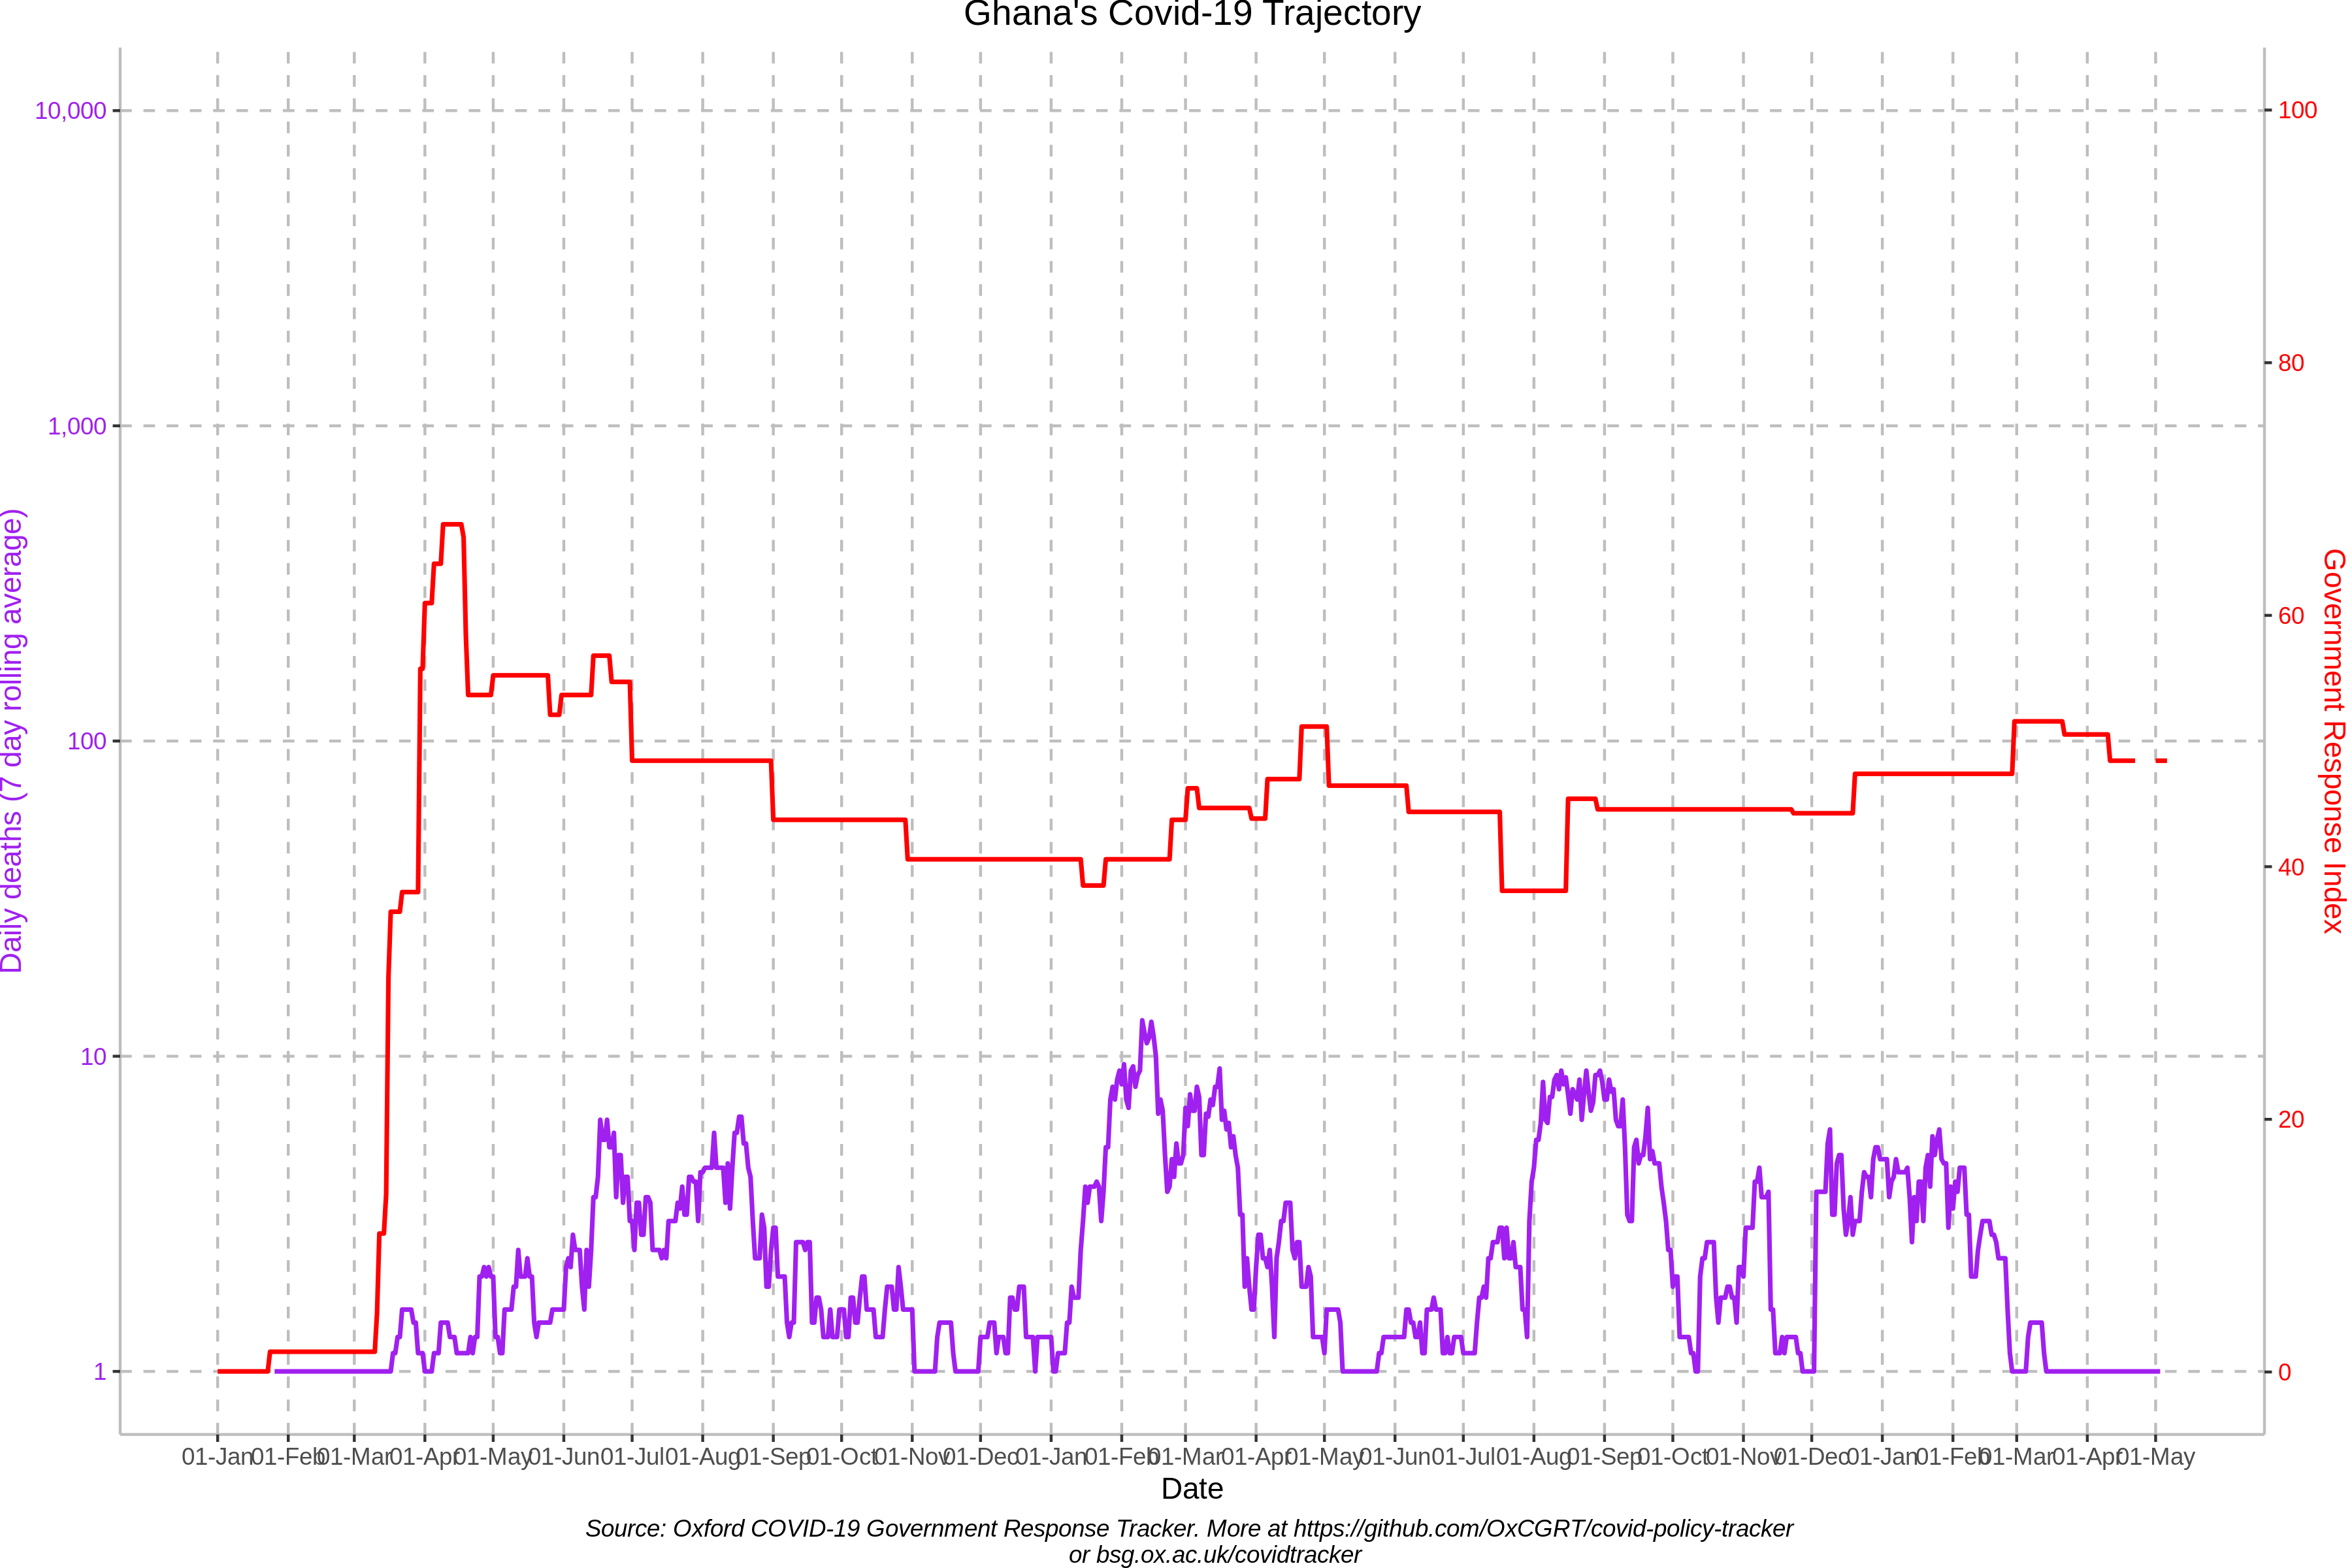 Ghana's Covid-19 Trajectory
10,000
1,000
100
10
1
Daily deaths (7 day rolling average)
100
80
60
40
20
0
Government Response Index
01-Jan
01-Feb
01-Mar
01-Apr
01-May
01-Jun
01-Jul
01-Aug
01-Sep
01-Oct
01-Nov
01-Dec
01-Jan
01-Feb
01-Mar
01-Apr
01-May
01-Jun
01-Jul
01-Aug
01-Sep
01-Oct
01-Nov
01-Dec
01-Jan
01-Feb
01-Mar
01-Apr
01-May
Date
Source: Oxford COVID-19 Government Response Tracker. More at https://github.com/OxCGRT/covid-policy-tracker
or bsg.ox.ac.uk/covidtracker